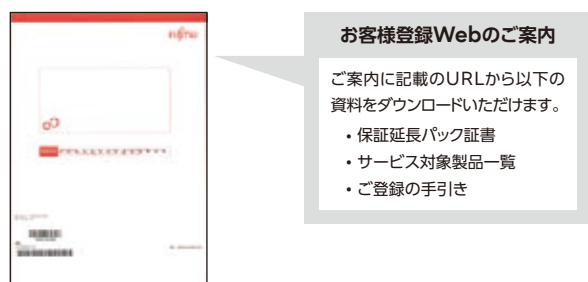 FUJITSU
お客様登録Webのご案内
ご案内に記載のURLから以下の
資料をダウンロードいただけます。
・保証延長パック証書
・サービス対象製品一覧
・ご登録の手引き